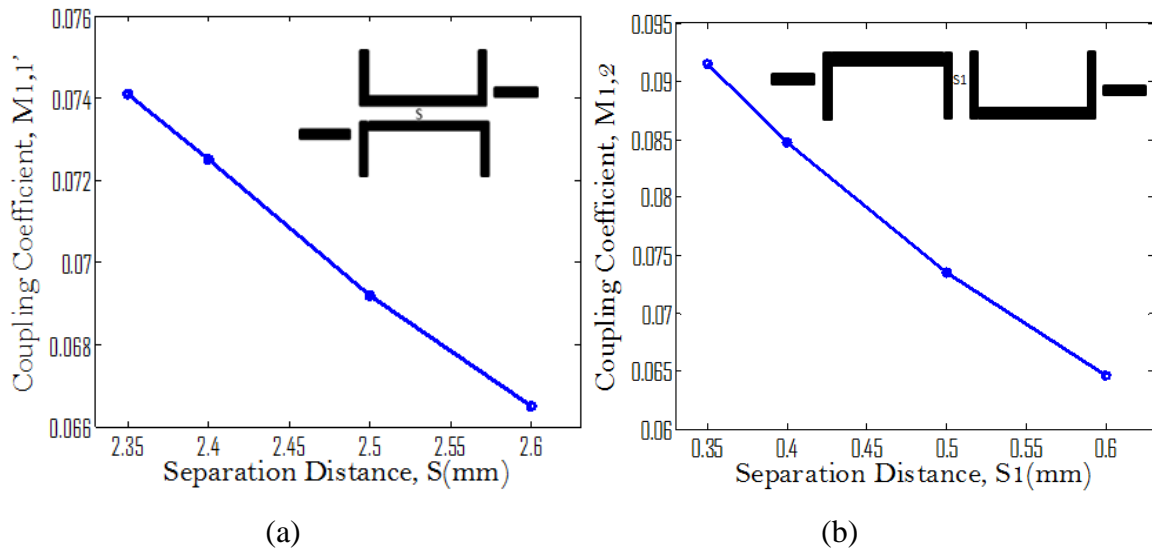 0.076
0.074
0.072
0.07
0.068
0.066
Coupling Coefficient, M1,1'
S
2.35 2.4 2.45 2.5 2.55 2.6
Separation Distance, S(mm)
(a)
0.095
0.09
0.085
0.08
0.075
0.07
0.065
0.06
Coupling Coefficient, M1,2
S1
0.35 0.4 0.45 0.5 0.55 0.6
Separation Distance, S1(mm)
(b)